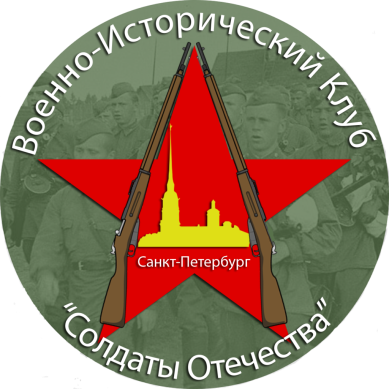 Военно-Исторический Клуб
Санкт-Петербург
"Солдаты Отечества"